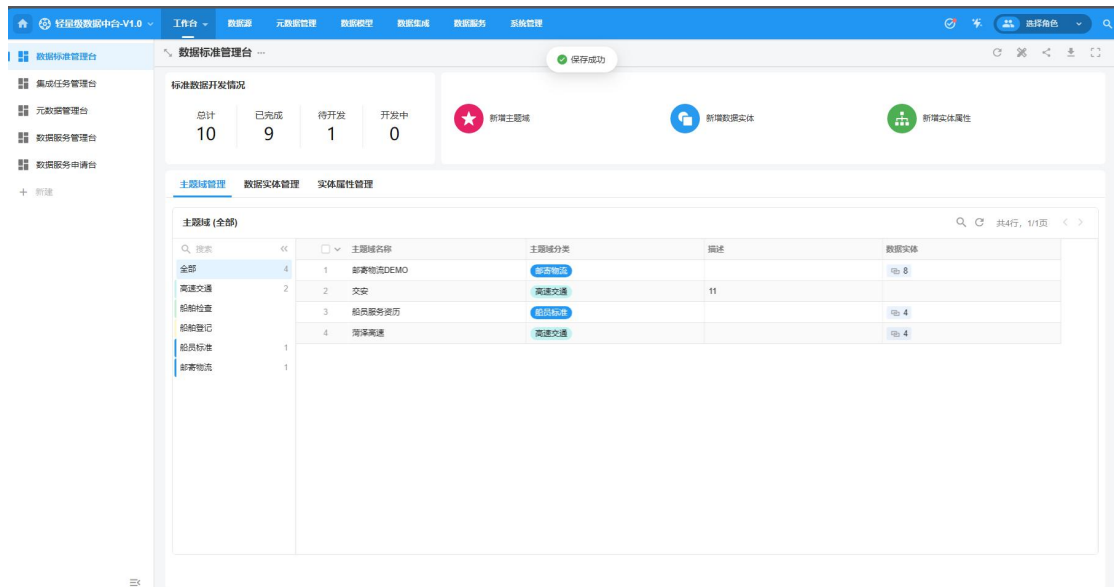 轻量级数据中台-V1.0 工作台 数据源 元数据管理 数据模型 数据集成 数据服务 系统管理 选择角色
数据标准管理台
集成任务管理台
元数据管理台
数据服务管理台
数据服务申请台
+ 新建
数据标准管理台 ...
保存成功
标准数据开发情况
总计 已完成 待开发 开发中
10 9 1 0
新增主题域 新增数据实体 新增实体属性
主题域管理 数据实体管理 实体属性管理
主题域 (全部) 共4行, 1/1页
搜索
全部 4
高速交通 2
船舶检查
船舶登记
船员标准 1
邮寄物流 1
主题域名称 主题域分类 描述 数据实体
1 邮寄物流DEMO 邮寄物流 8
2 交安 高速交通 11
3 船员服务资历 船员标准 4
4 菏泽高速 高速交通 4